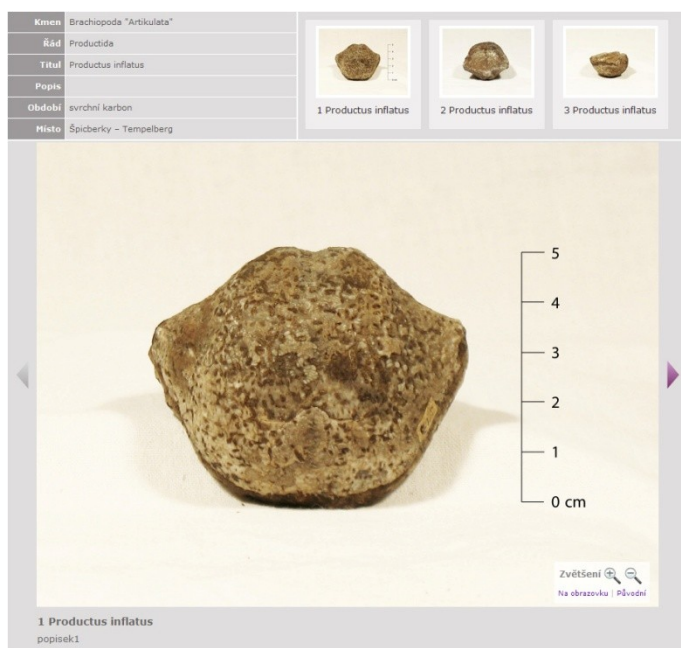 Kmen Brachiopoda "Artikulata"
Řád Productida
Titul Productus inflatus
Popis
Období svrchní karbon
Místo Špicberky – Tempelberg
1 Productus inflatus
2 Productus inflatus
3 Productus inflatus
5
4
3
2
1
0 cm
Zvětšení
Na obrazovku | Původní
1 Productus inflatus
popisek1